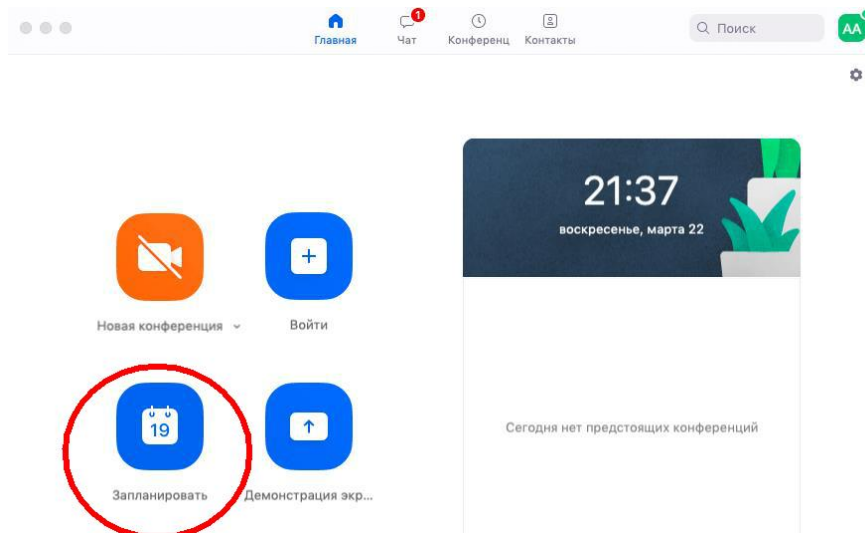 Главная
Чат
1
Конференц
Контакты
Поиск
AA
21:37
воскресенье, марта 22
Новая конференция
Войти
19
Запланировать
Демонстрация экр...
Сегодня нет предстоящих конференций